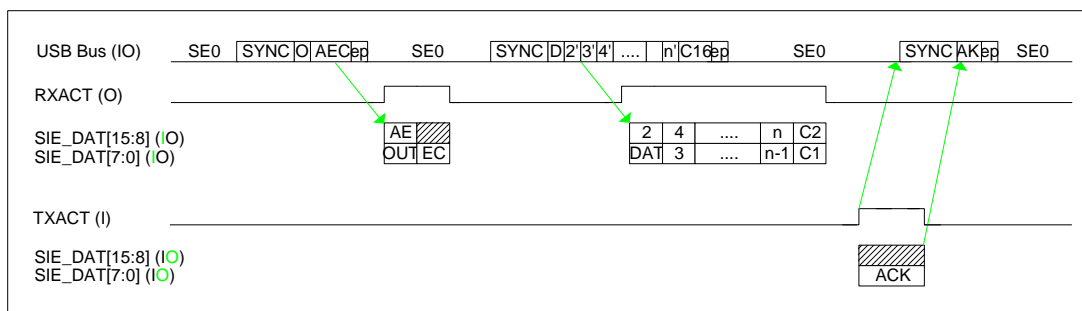 USB Bus (IO) SE0 SYNC O AEC ep SE0 SYNC D 2' 3' 4' .... n' C16 ep SE0 SYNC AK ep SE0
RXACT (O)
SIE_DAT[15:8] (IO) AE 2 4 .... n C2
SIE_DAT[7:0] (IO) OUT EC DAT 3 .... n-1 C1
TXACT (I)
SIE_DAT[15:8] (IO)
SIE_DAT[7:0] (IO) ACK